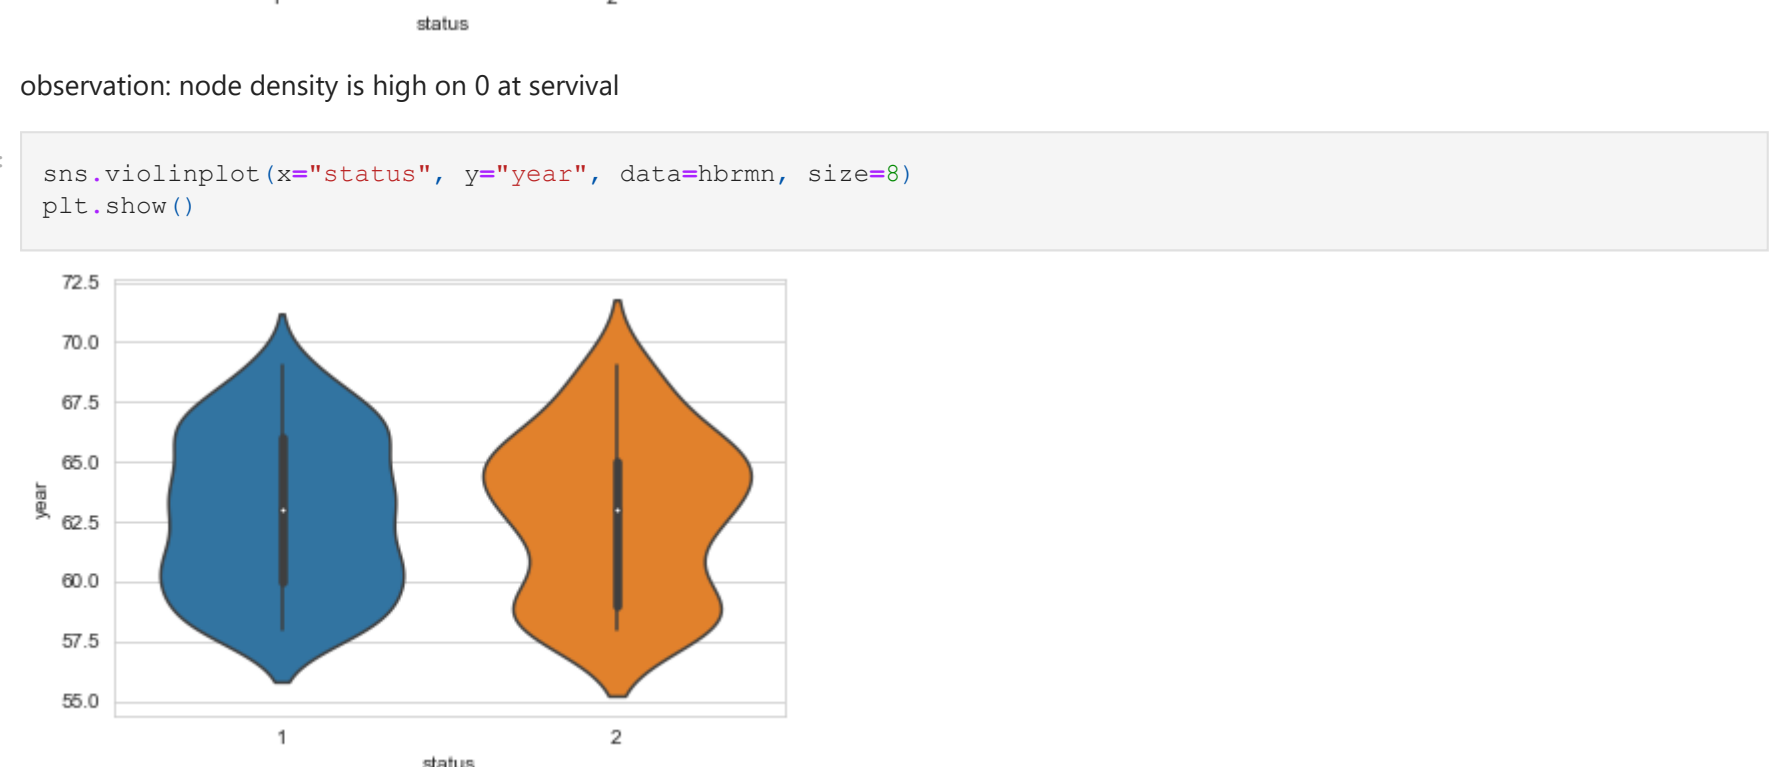 2
status
observation: node density is high on 0 at servival
sns.violinplot(x="status", y="year", data=hbrmn, size=8)
plt.show()
72.5
70.0
67.5
65.0
62.5
60.0
57.5
55.0
year
1 2
status